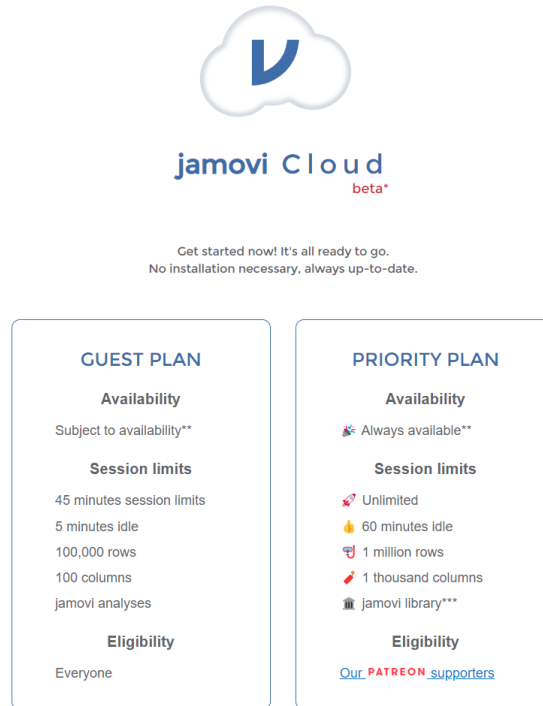 jamovi Cloud
beta*
Get started now! It's all ready to go.
No installation necessary, always up-to-date.
GUEST PLAN
Availability
Subject to availability**
Session limits
45 minutes session limits
5 minutes idle
100,000 rows
100 columns
jamovi analyses
Eligibility
Everyone
PRIORITY PLAN
Availability
🎉 Always available**
Session limits
🚀 Unlimited
👍 60 minutes idle
🤿 1 million rows
🧨 1 thousand columns
🏛 jamovi library***
Eligibility
Our PATREON supporters